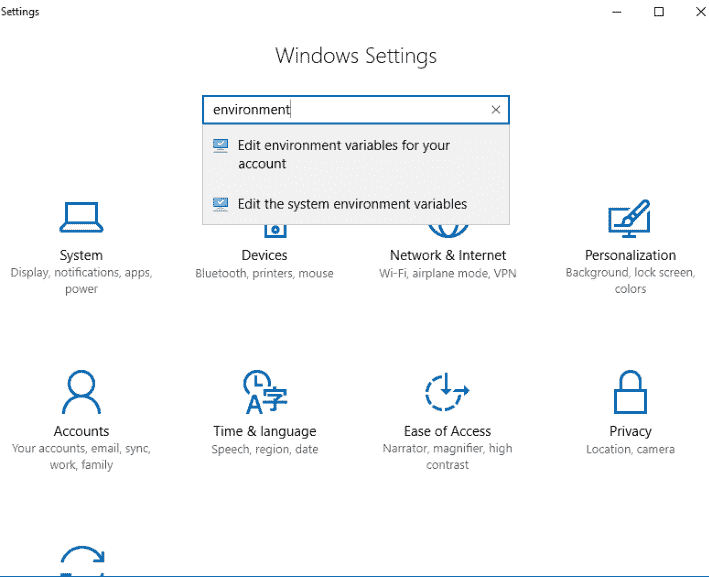 Settings
Windows Settings
environment
Edit environment variables for your
account
Edit the system environment variables
System
Display, notifications, apps,
power
Devices
Bluetooth, printers, mouse
Network & Internet
Wi-Fi, airplane mode, VPN
Personalization
Background, lock screen,
colors
Accounts
Your accounts, email, sync,
work, family
Time & language
Speech, region, date
Ease of Access
Narrator, magnifier, high
contrast
Privacy
Location, camera